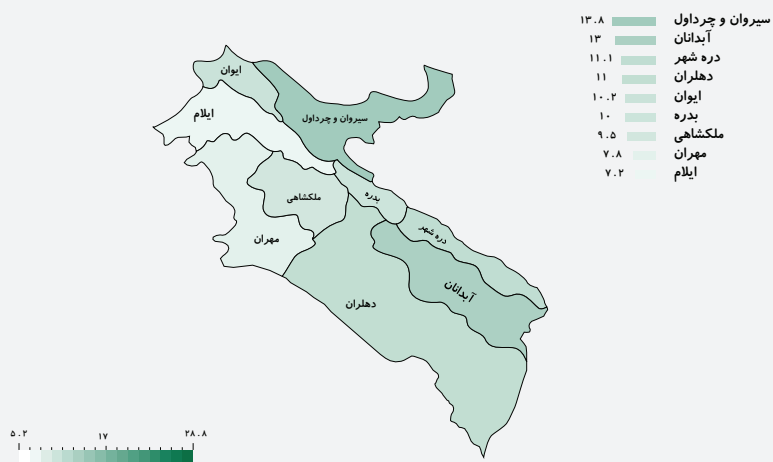 سیروان و چرداول ۱۳.۸
آبدانان ۱۳
دره شهر ۱۱.۱
دهلران ۱۱
ایوان ۱۰.۲
بدره ۱۰
ملکشاهی ۹.۵
مهران ۷.۸
ایلام ۷.۲
ایوان
ایلام
سیروان و چرداول
ملکشاهی
بدره
مهران
دره شهر
آبدانان
دهلران
۵.۲ ۱۷ ۲۸.۸